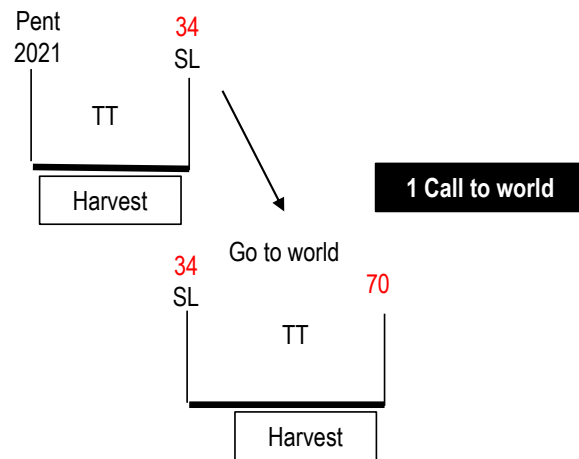 Pent
2021
34
SL
TT
Harvest
1 Call to world
Go to world
34
SL
70
TT
Harvest